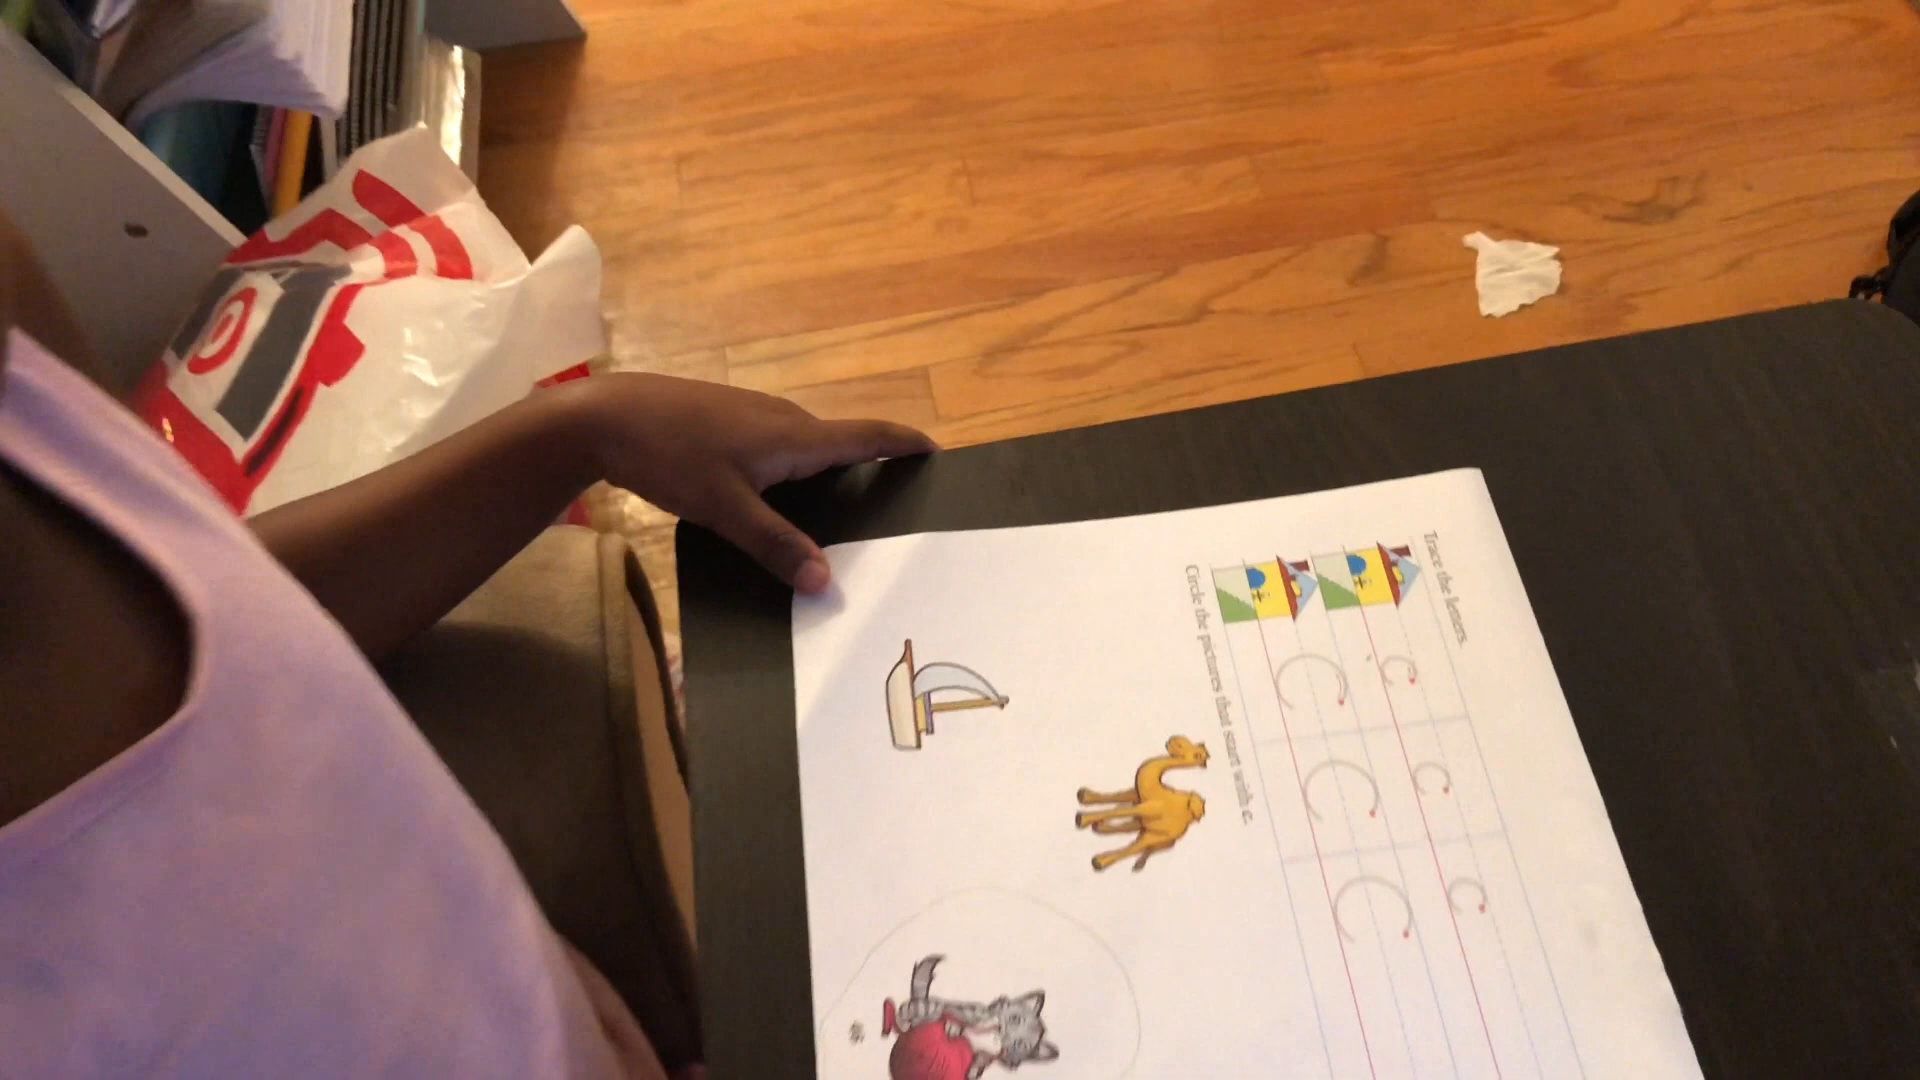 Trace the letters.
c c c
C C C
Circle the pictures that start with c.